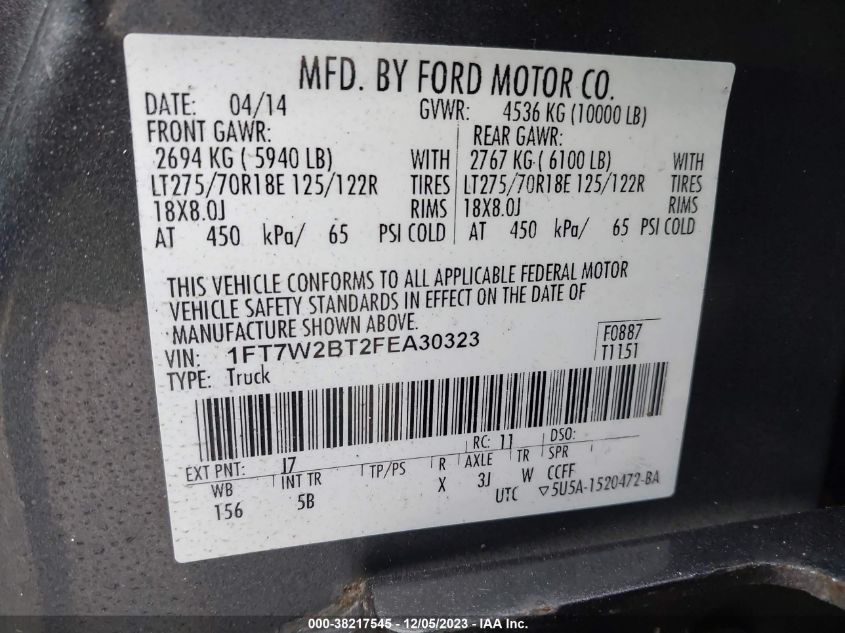 MFD. BY FORD MOTOR CO.
DATE: 04/14 GVWR: 4536 KG (10000 LB)
FRONT GAWR: REAR GAWR:
2694 KG ( 5940 LB) WITH 2767 KG ( 6100 LB) WITH
LT275/70R18E 125/122R TIRES LT275/70R18E 125/122R TIRES
18X8.0J RIMS 18X8.0J RIMS
AT 450 kPa/ 65 PSI COLD AT 450 kPa/ 65 PSI COLD
THIS VEHICLE CONFORMS TO ALL APPLICABLE FEDERAL MOTOR
VEHICLE SAFETY STANDARDS IN EFFECT ON THE DATE OF
MANUFACTURE SHOWN ABOVE.
VIN: 1FT7W2BT2FEA30323 F0887
TYPE: Truck T1151
EXT PNT: J7 RC: 11 DSO:
WB INT TR TP/PS R AXLE TR SPR
156 5B X 3J W CCFF
UTC ▽5U5A-1520472-BA
000-38217545 - 12/05/2023 - © IAA Holdings, LLC.